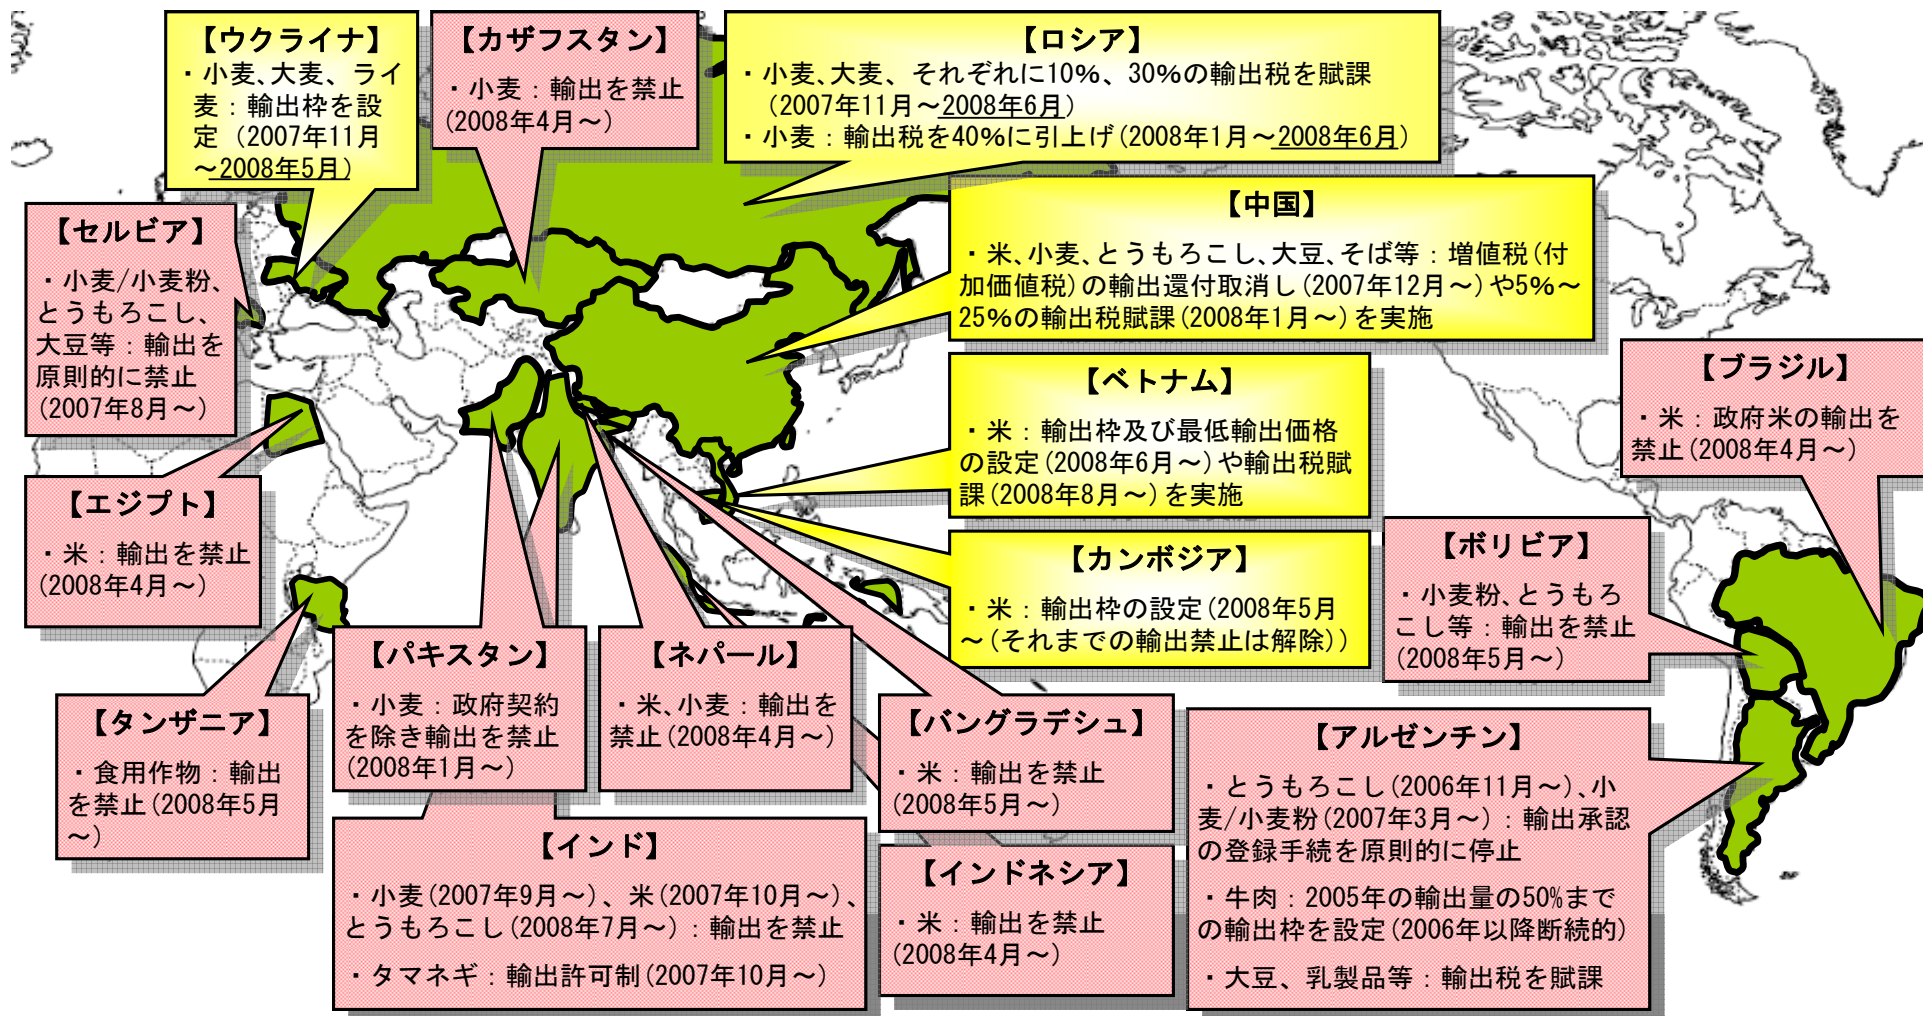 【ウクライナ】
・小麦、大麦、ライ
麦：輸出枠を設
定（2007年11月
～2008年5月）
【カザフスタン】
・小麦：輸出を禁止
（2008年4月～）
【ロシア】
・小麦、大麦、それぞれに10%、30%の輸出税を賦課
（2007年11月～2008年6月）
・小麦：輸出税を40%に引上げ（2008年1月～2008年6月）
【中国】
・米、小麦、とうもろこし、大豆、そば等：増値税（付
加価値税）の輸出還付取消し（2007年12月～）や5%～
25%の輸出税賦課（2008年1月～）を実施
【セルビア】
・小麦/小麦粉、
とうもろこし、
大豆等：輸出を
原則的に禁止
（2007年8月～）
【ベトナム】
・米：輸出枠及び最低輸出価格
の設定（2008年6月～）や輸出税賦
課（2008年8月～）を実施
【ブラジル】
・米：政府米の輸出を
禁止（2008年4月～）
【エジプト】
・米：輸出を禁止
（2008年4月～）
【カンボジア】
・米：輸出枠の設定（2008年5月
～（それまでの輸出禁止は解除））
【ボリビア】
・小麦粉、とうもろ
こし等：輸出を禁止
（2008年5月～）
【パキスタン】
・小麦：政府契約
を除き輸出を禁止
（2008年1月～）
【ネパール】
・米、小麦：輸出を
禁止（2008年4月～）
【タンザニア】
・食用作物：輸出
を禁止（2008年5月
～）
【バングラデシュ】
・米：輸出を禁止
（2008年5月～）
【アルゼンチン】
・とうもろこし（2006年11月～）、小
麦/小麦粉（2007年3月～）：輸出承認
の登録手続を原則的に停止
・牛肉：2005年の輸出量の50%まで
の輸出枠を設定（2006年以降断続的）
・大豆、乳製品等：輸出税を賦課
【インド】
・小麦（2007年9月～）、米（2007年10月～）、
とうもろこし（2008年7月～）：輸出を禁止
・タマネギ：輸出許可制（2007年10月～）
【インドネシア】
・米：輸出を禁止
（2008年4月～）